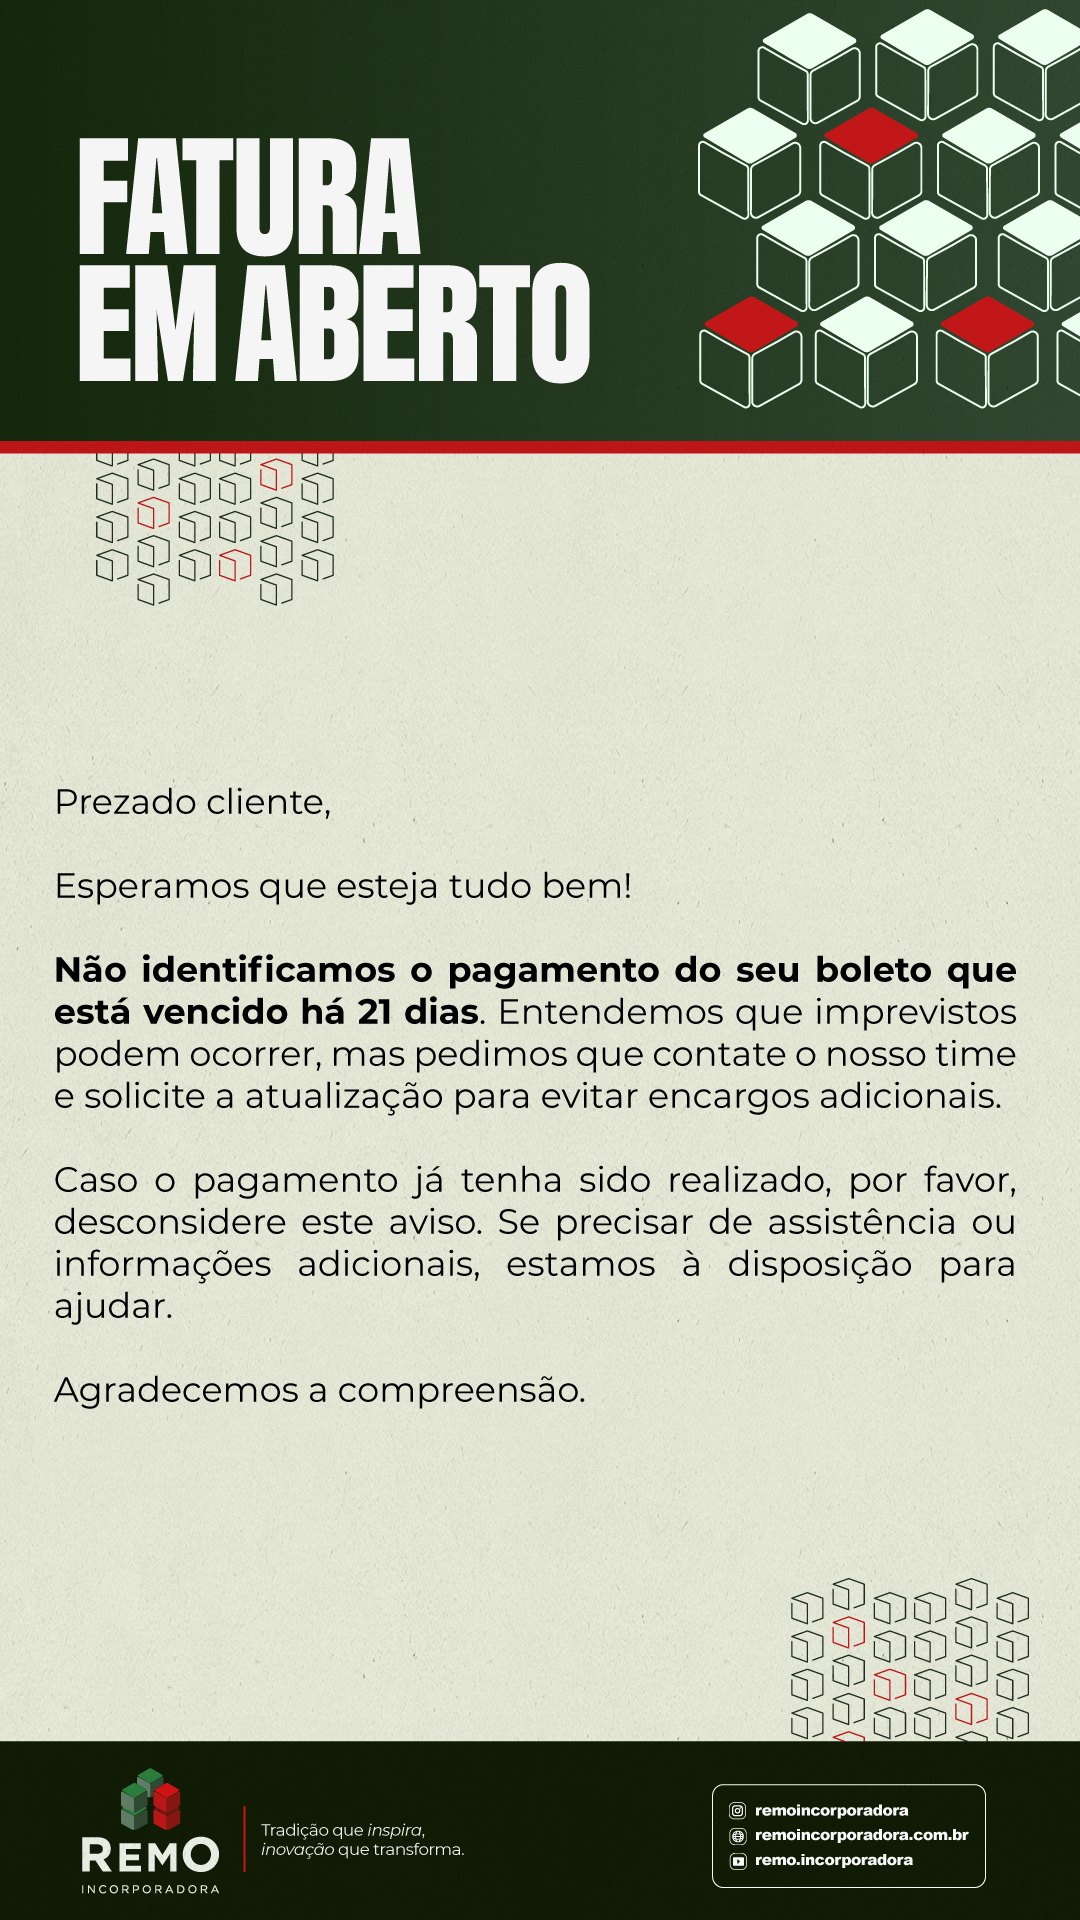 FATURA
EM ABERTO
Prezado cliente,
Esperamos que esteja tudo bem!
Não identificamos o pagamento do seu boleto que
está vencido há 21 dias. Entendemos que imprevistos
podem ocorrer, mas pedimos que contate o nosso time
e solicite a atualização para evitar encargos adicionais.
Caso o pagamento já tenha sido realizado, por favor,
desconsidere este aviso. Se precisar de assistência ou
informações adicionais, estamos à disposição para
ajudar.
Agradecemos a compreensão.
REMO
INCORPORADORA
Tradição que inspira,
inovação que transforma.
remoincorporadora
remoincorporadora.com.br
remo.incorporadora